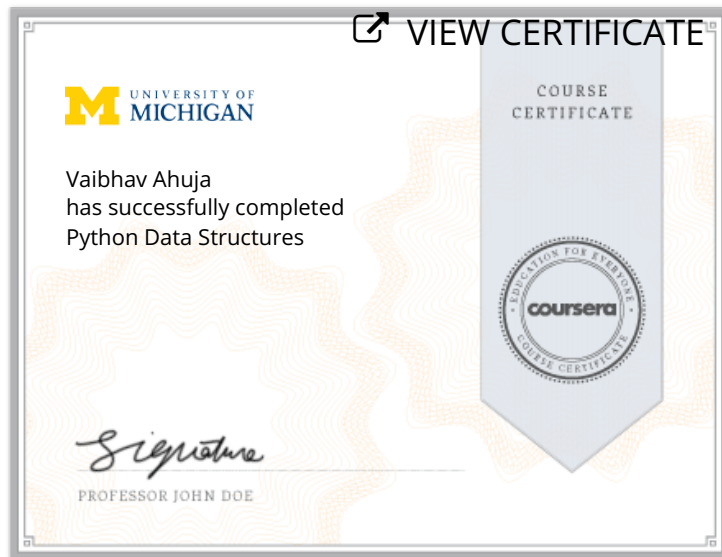 VIEW CERTIFICATE
UNIVERSITY OF
MICHIGAN
COURSE
CERTIFICATE
Vaibhav Ahuja
has successfully completed
Python Data Structures
EDUCATION FOR EVERYONE
coursera
COURSE CERTIFICATE
Signature
PROFESSOR JOHN DOE